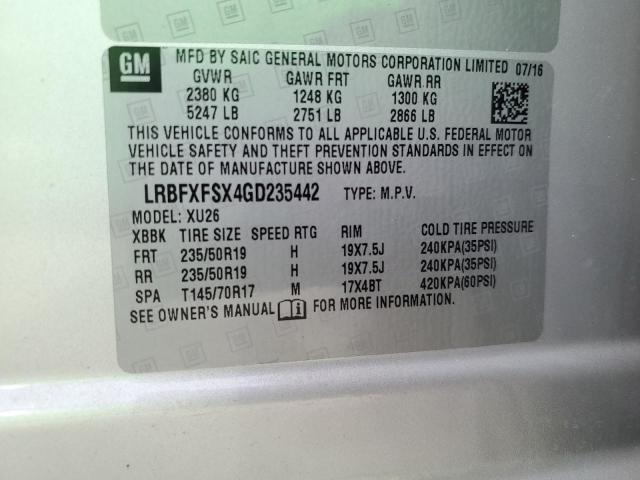 GM
MFD BY SAIC GENERAL MOTORS CORPORATION LIMITED 07/16
GVWR GAWR FRT GAWR RR
2380 KG 1248 KG 1300 KG
5247 LB 2751 LB 2866 LB
THIS VEHICLE CONFORMS TO ALL APPLICABLE U.S. FEDERAL MOTOR
VEHICLE SAFETY AND THEFT PREVENTION STANDARDS IN EFFECT ON
THE DATE OF MANUFACTURE SHOWN ABOVE.
LRBFXFSX4GD235442 TYPE: M.P.V.
MODEL: XU26
XBBK TIRE SIZE SPEED RTG RIM COLD TIRE PRESSURE
FRT 235/50R19 H 19X7.5J 240KPA(35PSI)
RR 235/50R19 H 19X7.5J 240KPA(35PSI)
SPA T145/70R17 M 17X4BT 420KPA(60PSI)
SEE OWNER'S MANUAL i FOR MORE INFORMATION.